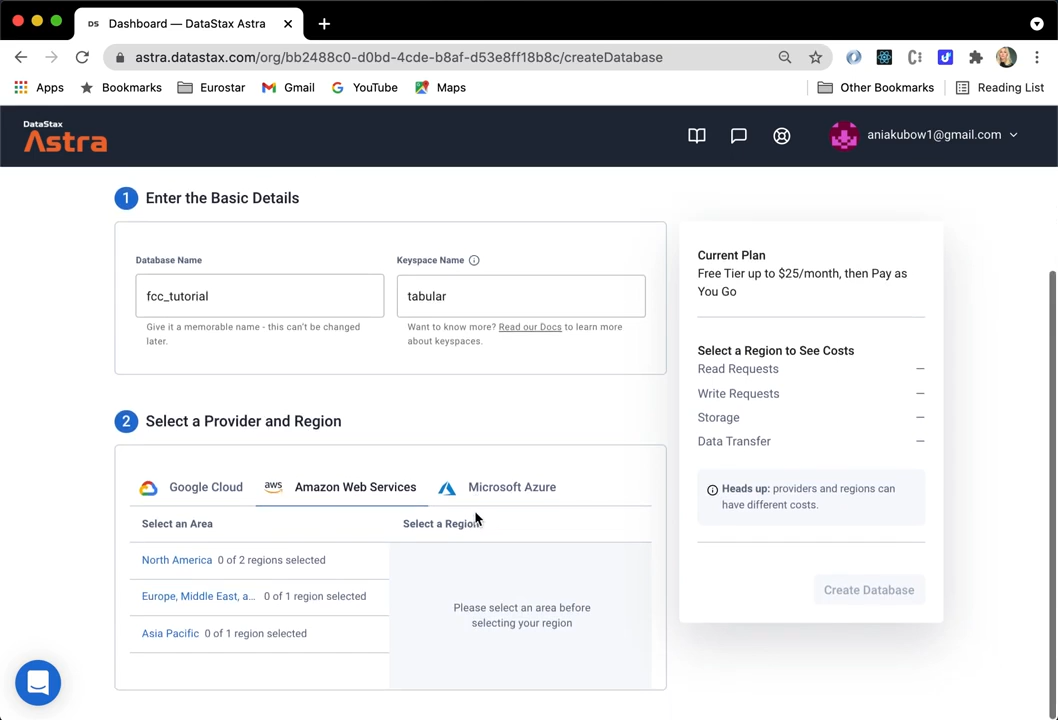 DS Dashboard — DataStax Astra
astra.datastax.com/org/bb2488c0-d0bd-4cde-b8af-d53e8ff18b8c/createDatabase
Apps Bookmarks Eurostar Gmail YouTube Maps Other Bookmarks Reading List
DataStax
Astra
aniakubow1@gmail.com
1 Enter the Basic Details
Database Name
fcc_tutorial
Give it a memorable name - this can't be changed
later.
Keyspace Name
tabular
Want to know more? Read our Docs to learn more
about keyspaces.
2 Select a Provider and Region
Google Cloud aws Amazon Web Services Microsoft Azure
Select an Area
North America 0 of 2 regions selected
Europe, Middle East, a... 0 of 1 region selected
Asia Pacific 0 of 1 region selected
Select a Region
Please select an area before
selecting your region
Current Plan
Free Tier up to $25/month, then Pay as
You Go
Select a Region to See Costs
Read Requests –
Write Requests –
Storage –
Data Transfer –
Heads up: providers and regions can
have different costs.
Create Database